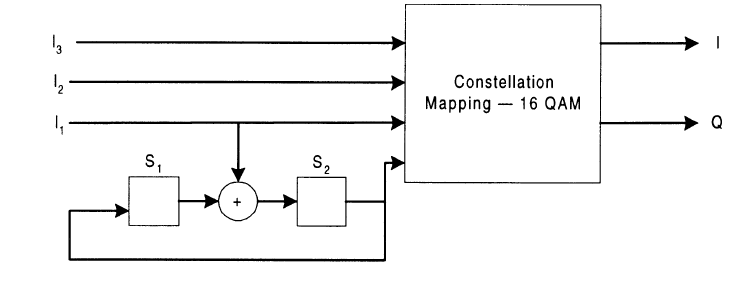 I3
I
I2
Constellation
Mapping — 16 QAM
I1
Q
S1
S2
+